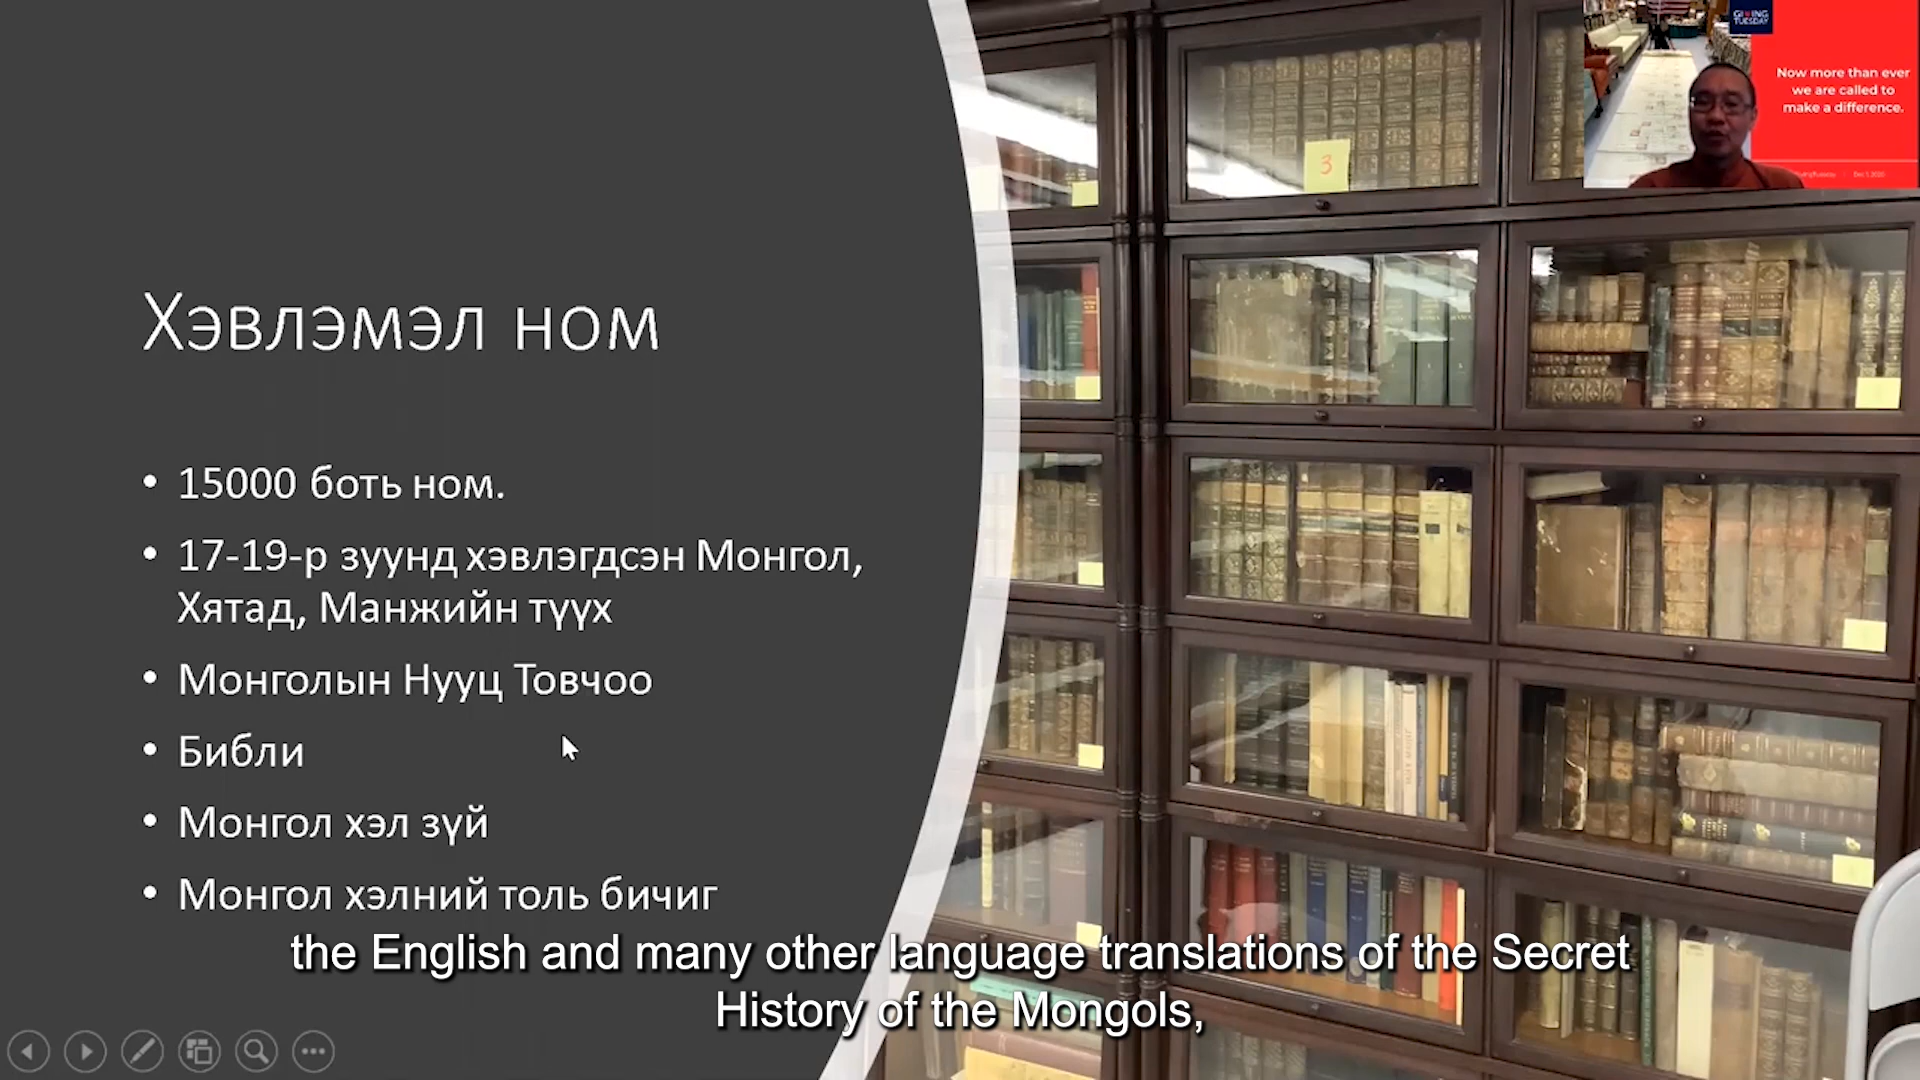 GIVING
TUESDAY
Now more than ever
we are called to
make a difference.
3
Хэвлэмэл ном
• 15000 боть ном.
• 17-19-р зуунд хэвлэгдсэн Монгол,
Хятад, Манжийн түүх
• Монголын Нууц Товчоо
• Библи
• Монгол хэл зүй
• Монгол хэлний толь бичиг
the English and many other language translations of the Secret
History of the Mongols,